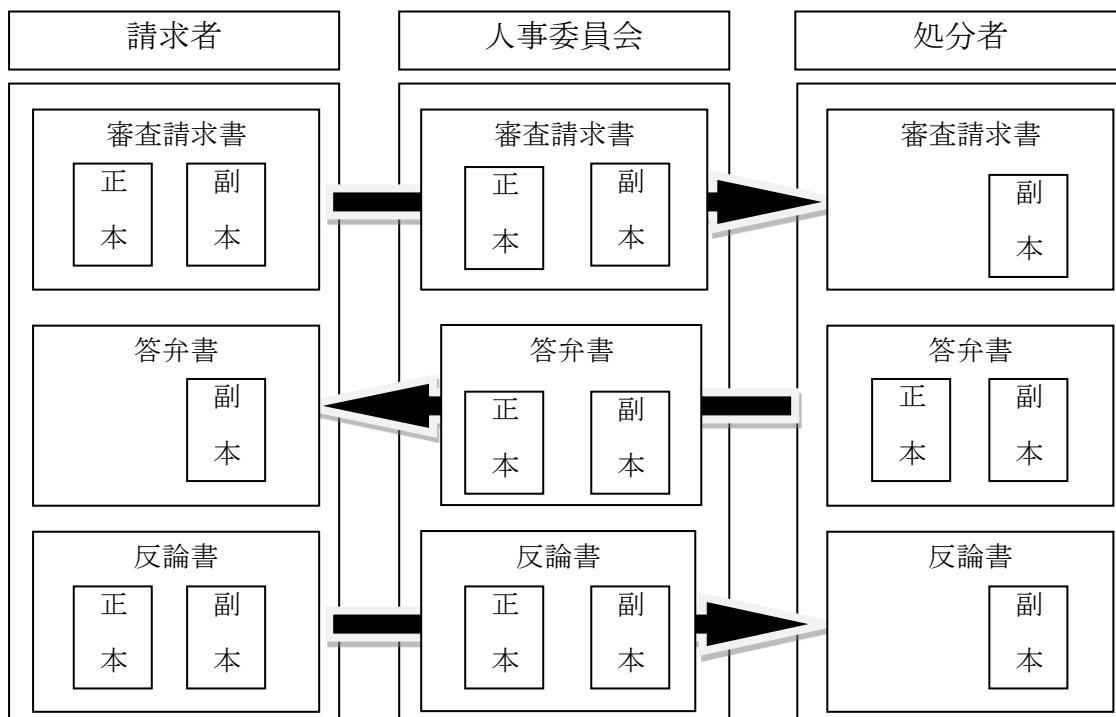 請求者
人事委員会
処分者
審査請求書
正本
副本
審査請求書
正本
副本
審査請求書
副本
答弁書
副本
答弁書
正本
副本
答弁書
正本
副本
反論書
正本
副本
反論書
正本
副本
反論書
副本